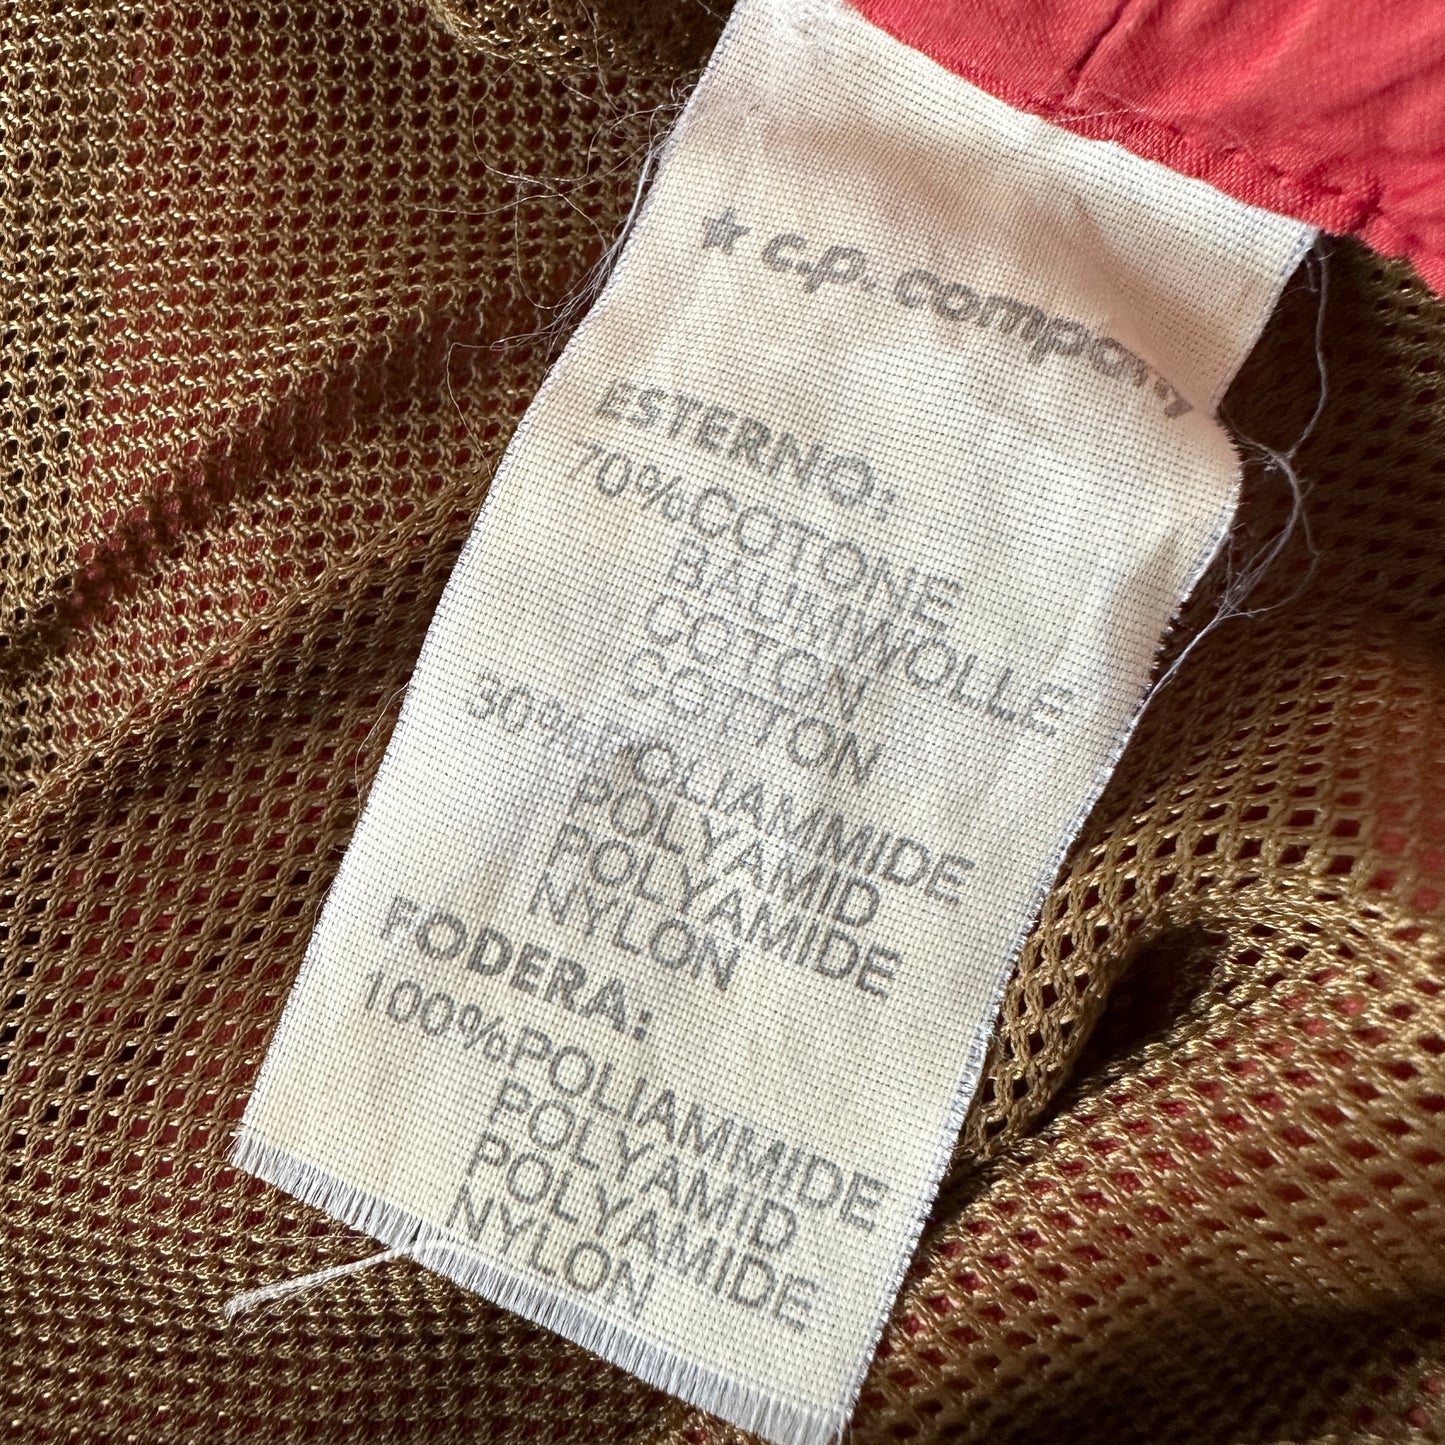 ★ c.p. company
ESTERNO:
70% COTONE
BAUMWOLLE
COTON
COTTON
30% POLIAMMIDE
POLYAMID
POLYAMIDE
NYLON
FODERA:
100% POLIAMMIDE
POLYAMID
POLYAMIDE
NYLON